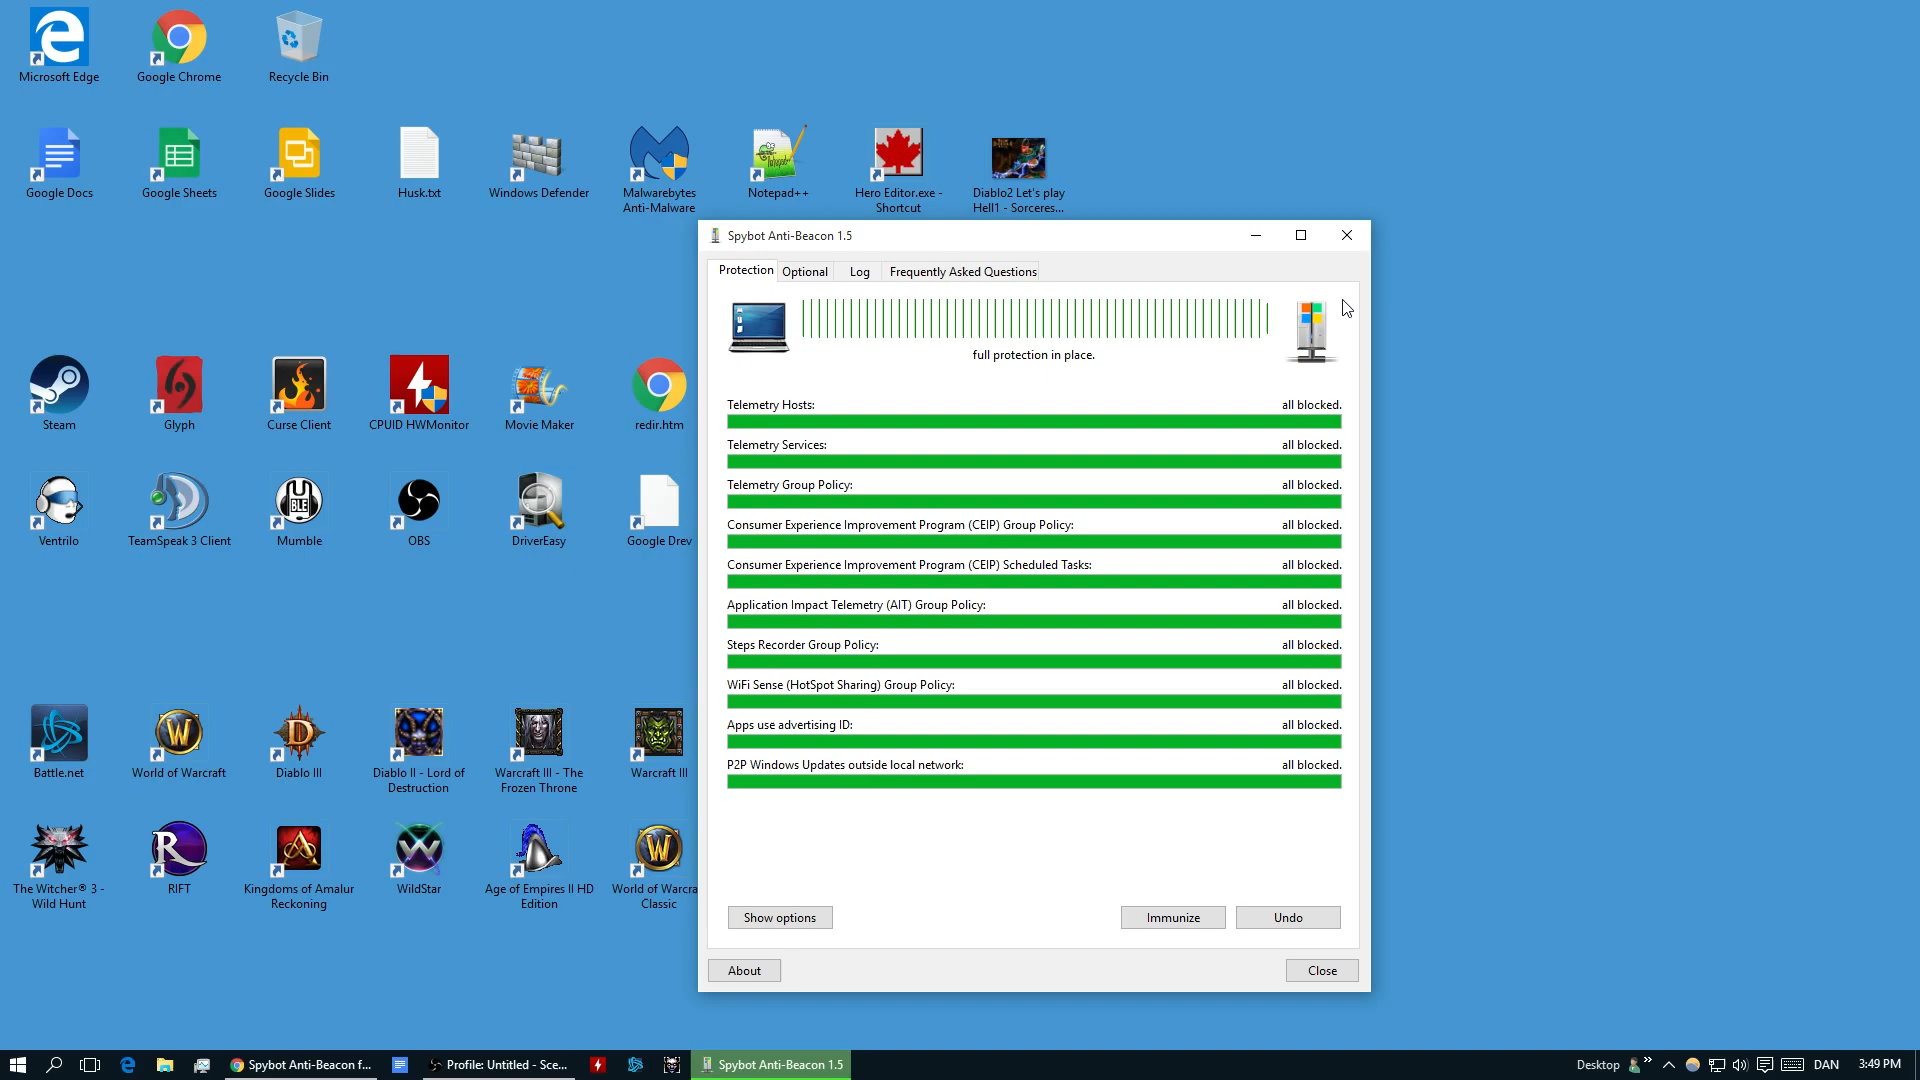 Microsoft Edge
Google Chrome
Recycle Bin
Google Docs
Google Sheets
Google Slides
Husk.txt
Windows Defender
Malwarebytes
Anti-Malware
Notepad++
Hero Editor.exe -
Shortcut
Diablo2 Let's play
Hell1 - Sorceres...
Steam
Glyph
Curse Client
CPUID HWMonitor
Movie Maker
redir.htm
Ventrilo
TeamSpeak 3 Client
Mumble
OBS
DriverEasy
Google Drev
Battle.net
World of Warcraft
Diablo III
Diablo II - Lord of
Destruction
Warcraft III - The
Frozen Throne
Warcraft III
The Witcher® 3 -
Wild Hunt
RIFT
Kingdoms of Amalur
Reckoning
WildStar
Age of Empires II HD
Edition
World of Warcra
Classic
Spybot Anti-Beacon 1.5
Protection
Optional
Log
Frequently Asked Questions
full protection in place.
Telemetry Hosts: all blocked.
Telemetry Services: all blocked.
Telemetry Group Policy: all blocked.
Consumer Experience Improvement Program (CEIP) Group Policy: all blocked.
Consumer Experience Improvement Program (CEIP) Scheduled Tasks: all blocked.
Application Impact Telemetry (AIT) Group Policy: all blocked.
Steps Recorder Group Policy: all blocked.
WiFi Sense (HotSpot Sharing) Group Policy: all blocked.
Apps use advertising ID: all blocked.
P2P Windows Updates outside local network: all blocked.
Show options
Immunize
Undo
About
Close
Spybot Anti-Beacon f...
Profile: Untitled - Sce...
Spybot Anti-Beacon 1.5
Desktop
DAN
3:49 PM